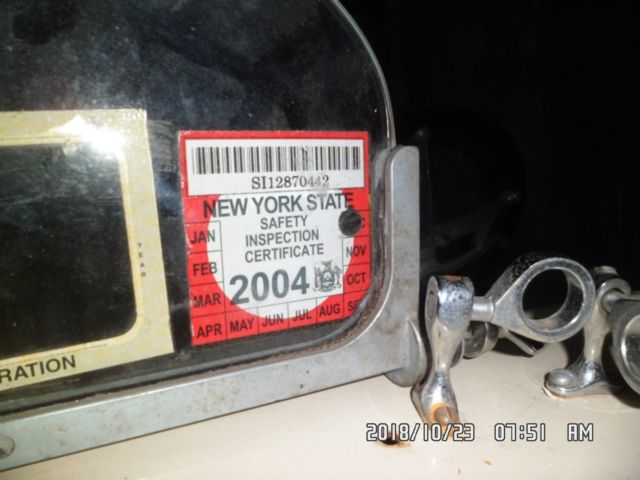 SI12870442
NEW YORK STATE
SAFETY
INSPECTION
CERTIFICATE
2004
JAN
FEB
MAR
APR
MAY
JUN
JUL
AUG
OCT
NOV
YEAR
RATION
2018/10/23 07:51 AM